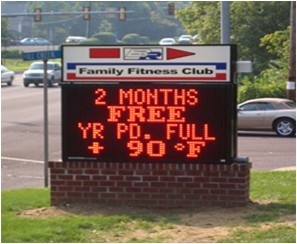 Family Fitness Club
2 MONTHS
FREE
YR PD. FULL
+ 90 °F